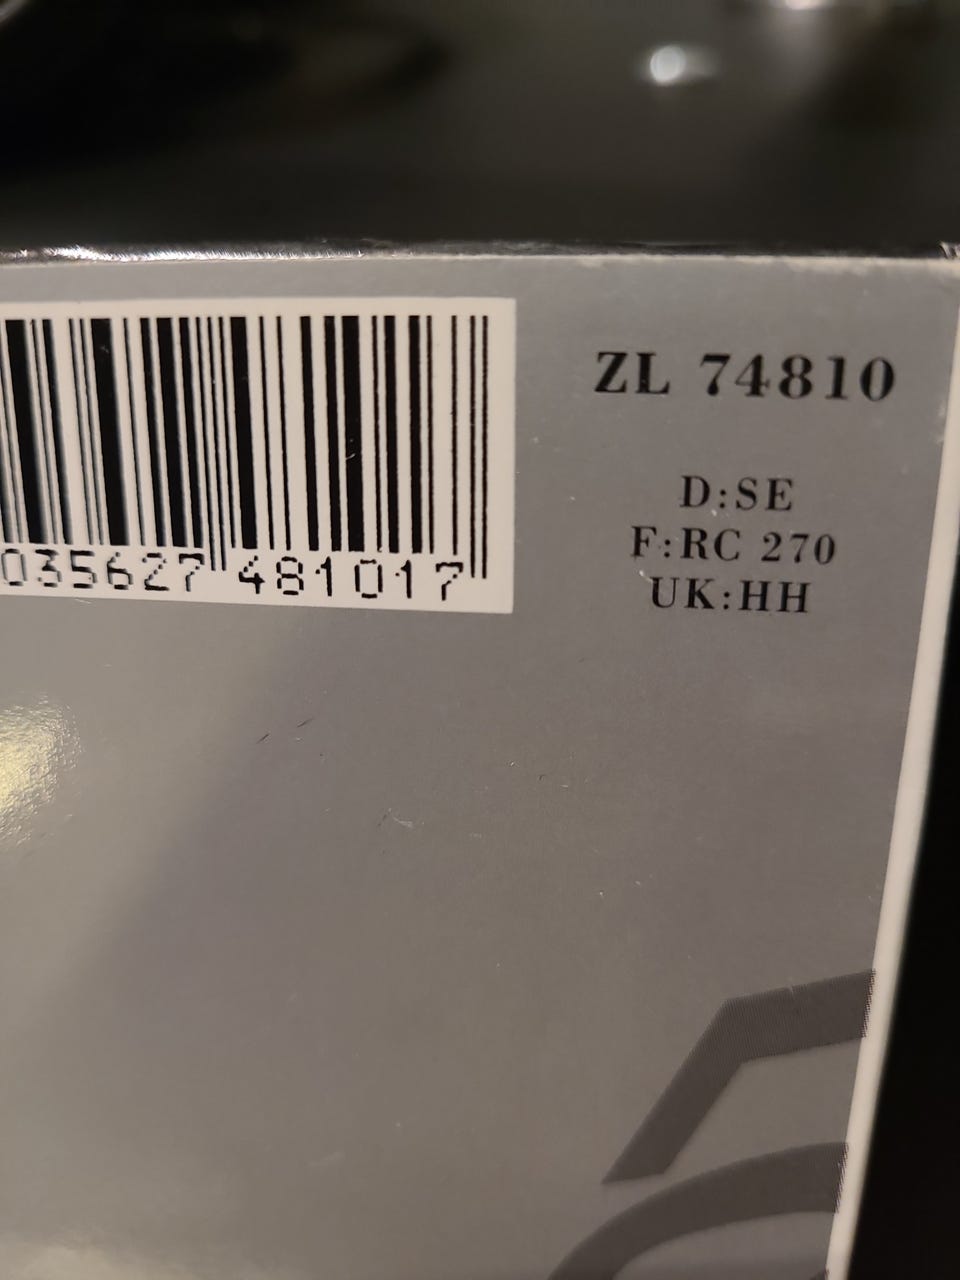 ZL 74810
D:SE
F:RC 270
UK:HH
035627 481017